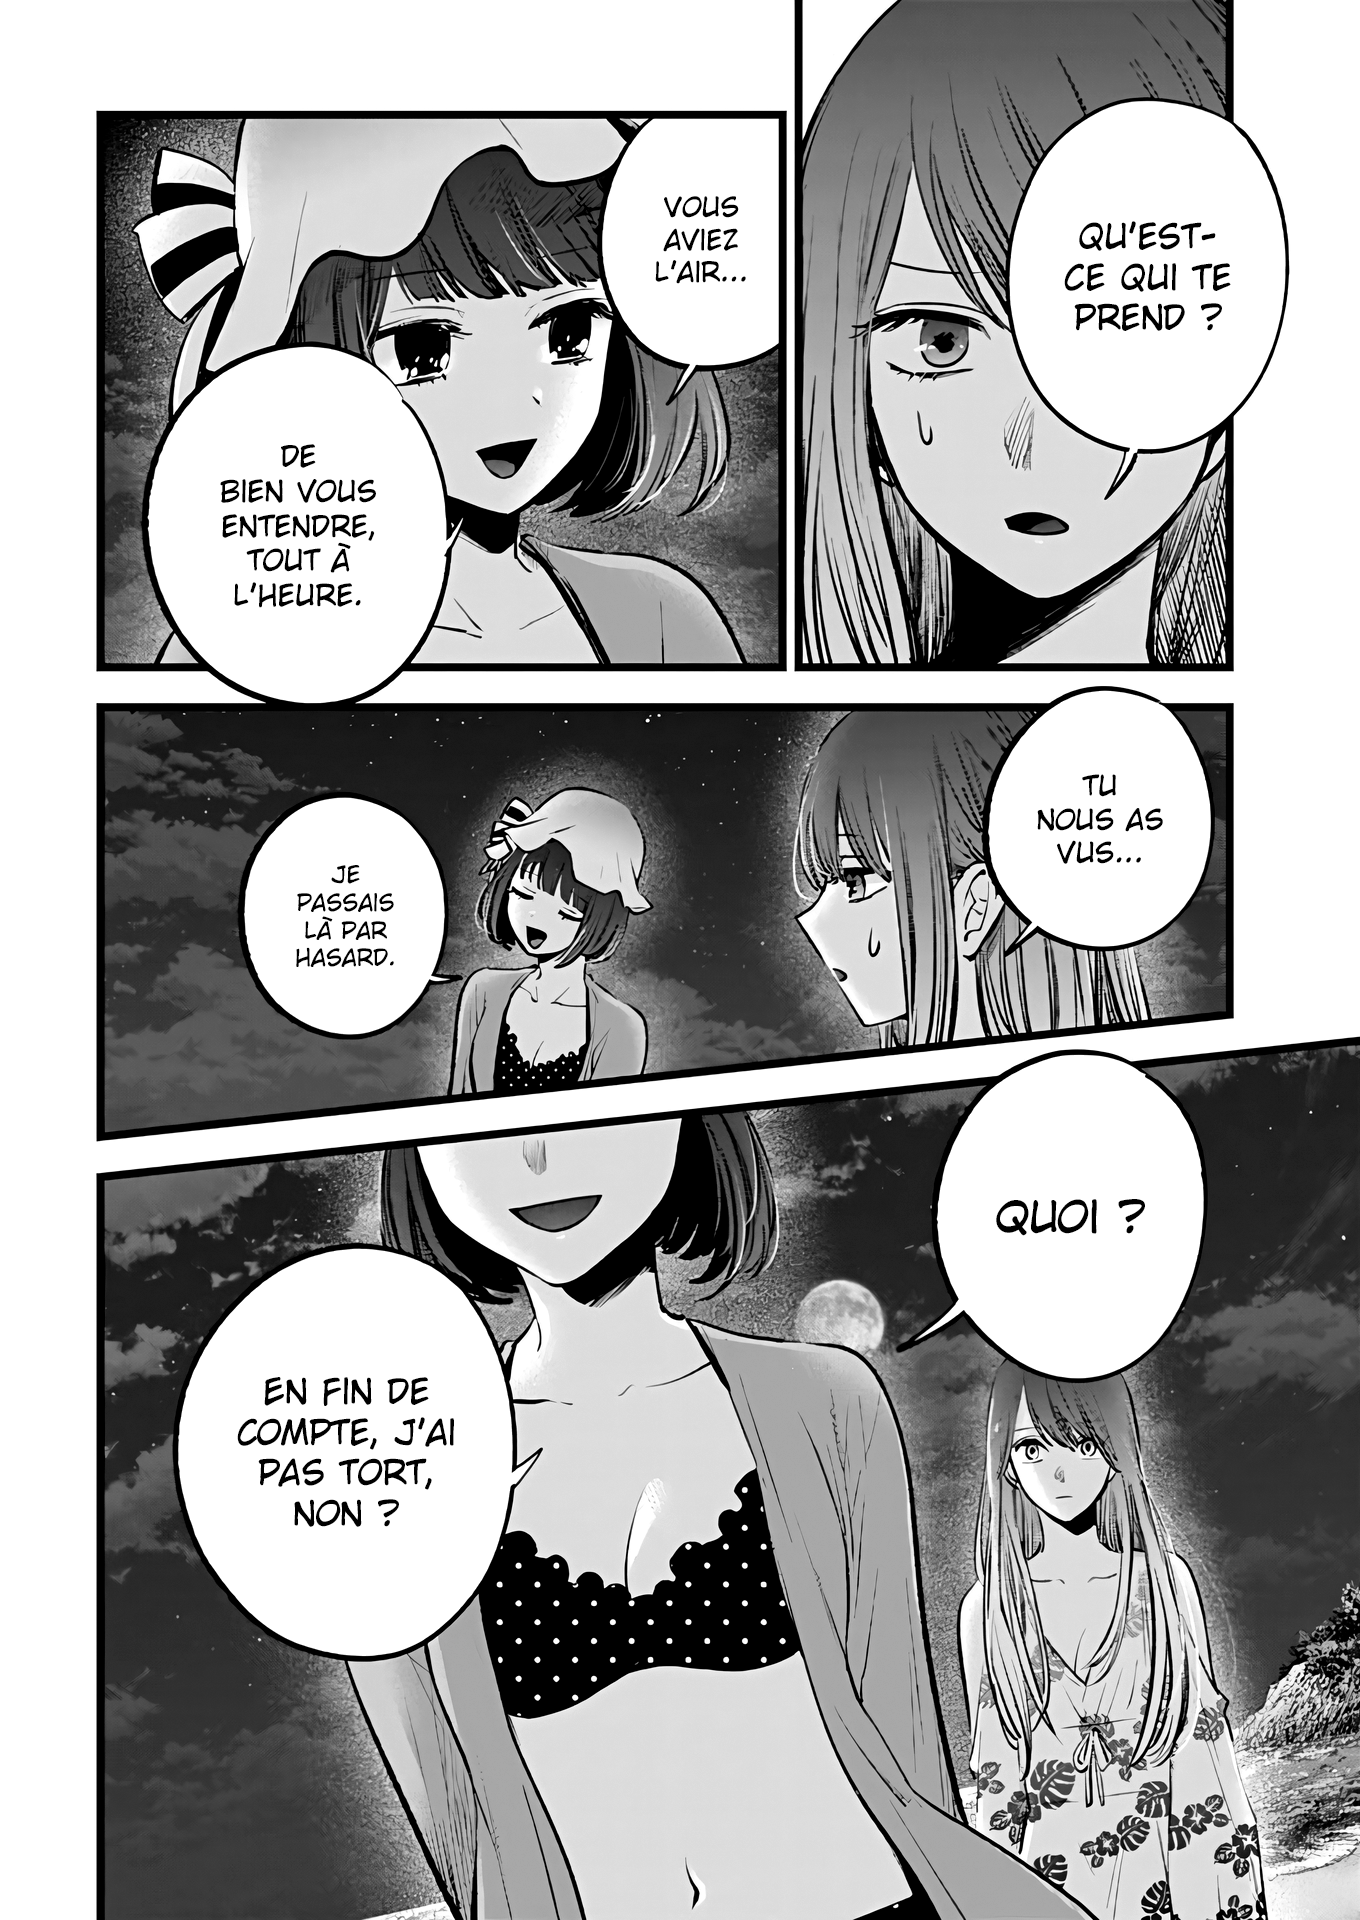 QU'EST-
CE QUI TE
PREND ?
VOUS
AVIEZ
L'AIR...
DE
BIEN VOUS
ENTENDRE,
TOUT À
L'HEURE.
TU
NOUS AS
VUS...
JE
PASSAIS
LÀ PAR
HASARD.
QUOI ?
EN FIN DE
COMPTE, J'AI
PAS TORT,
NON ?